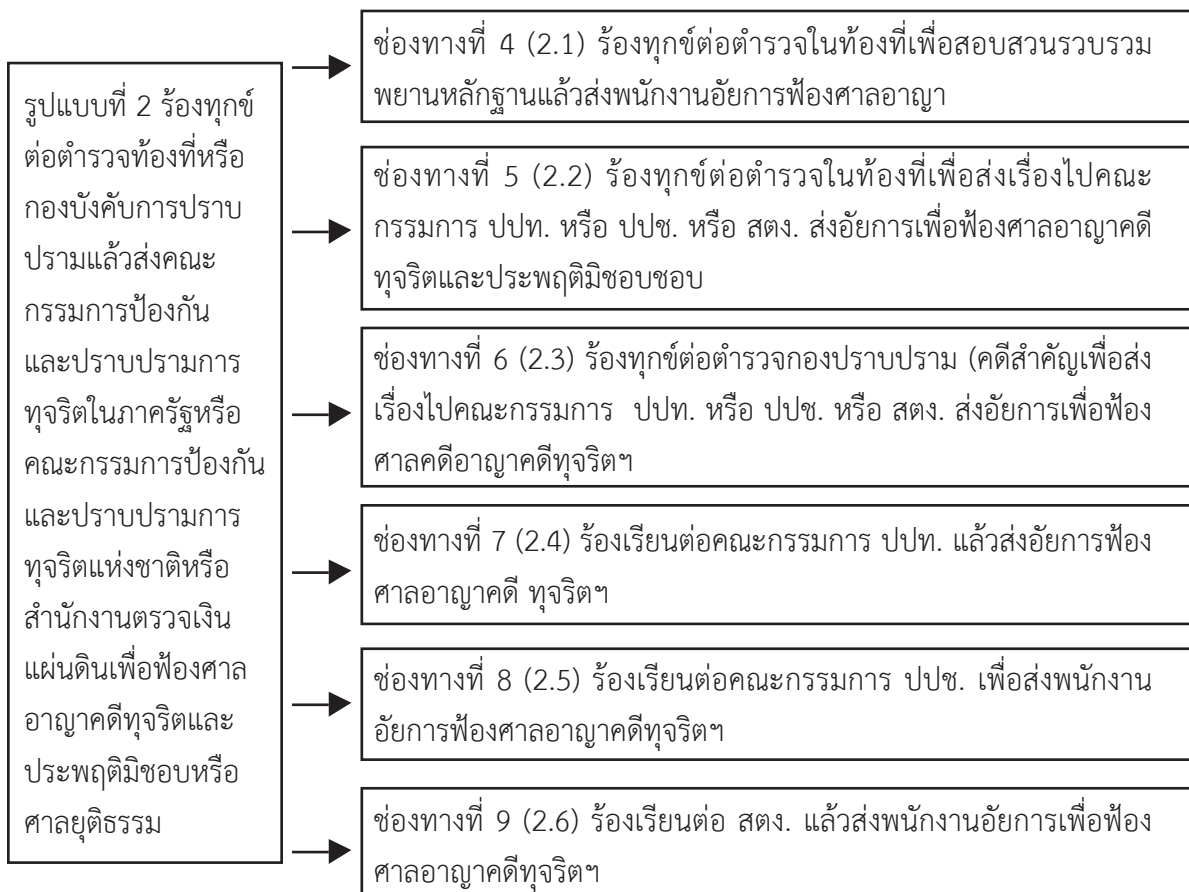 รูปแบบที่ 2 ร้องทุกข์
ต่อตำรวจท้องที่หรือ
กองบังคับการปราบ
ปรามแล้วส่งคณะ
กรรมการป้องกัน
และปราบปรามการ
ทุจริตในภาครัฐหรือ
คณะกรรมการป้องกัน
และปราบปรามการ
ทุจริตแห่งชาติหรือ
สำนักงานตรวจเงิน
แผ่นดินเพื่อฟ้องศาล
อาญาคดีทุจริตและ
ประพฤติมิชอบหรือ
ศาลยุติธรรม
ช่องทางที่ 4 (2.1) ร้องทุกข์ต่อตำรวจในท้องที่เพื่อสอบสวนรวบรวม
พยานหลักฐานแล้วส่งพนักงานอัยการฟ้องศาลอาญา
ช่องทางที่ 5 (2.2) ร้องทุกข์ต่อตำรวจในท้องที่เพื่อส่งเรื่องไปคณะ
กรรมการ ปปท. หรือ ปปช. หรือ สตง. ส่งอัยการเพื่อฟ้องศาลอาญาคดี
ทุจริตและประพฤติมิชอบชอบ
ช่องทางที่ 6 (2.3) ร้องทุกข์ต่อตำรวจกองปราบปราม (คดีสำคัญเพื่อส่ง
เรื่องไปคณะกรรมการ ปปท. หรือ ปปช. หรือ สตง. ส่งอัยการเพื่อฟ้อง
ศาลคดีอาญาคดีทุจริตฯ
ช่องทางที่ 7 (2.4) ร้องเรียนต่อคณะกรรมการ ปปท. แล้วส่งอัยการฟ้อง
ศาลอาญาคดี ทุจริตฯ
ช่องทางที่ 8 (2.5) ร้องเรียนต่อคณะกรรมการ ปปช. เพื่อส่งพนักงาน
อัยการฟ้องศาลอาญาคดีทุจริตฯ
ช่องทางที่ 9 (2.6) ร้องเรียนต่อ สตง. แล้วส่งพนักงานอัยการเพื่อฟ้อง
ศาลอาญาคดีทุจริตฯ